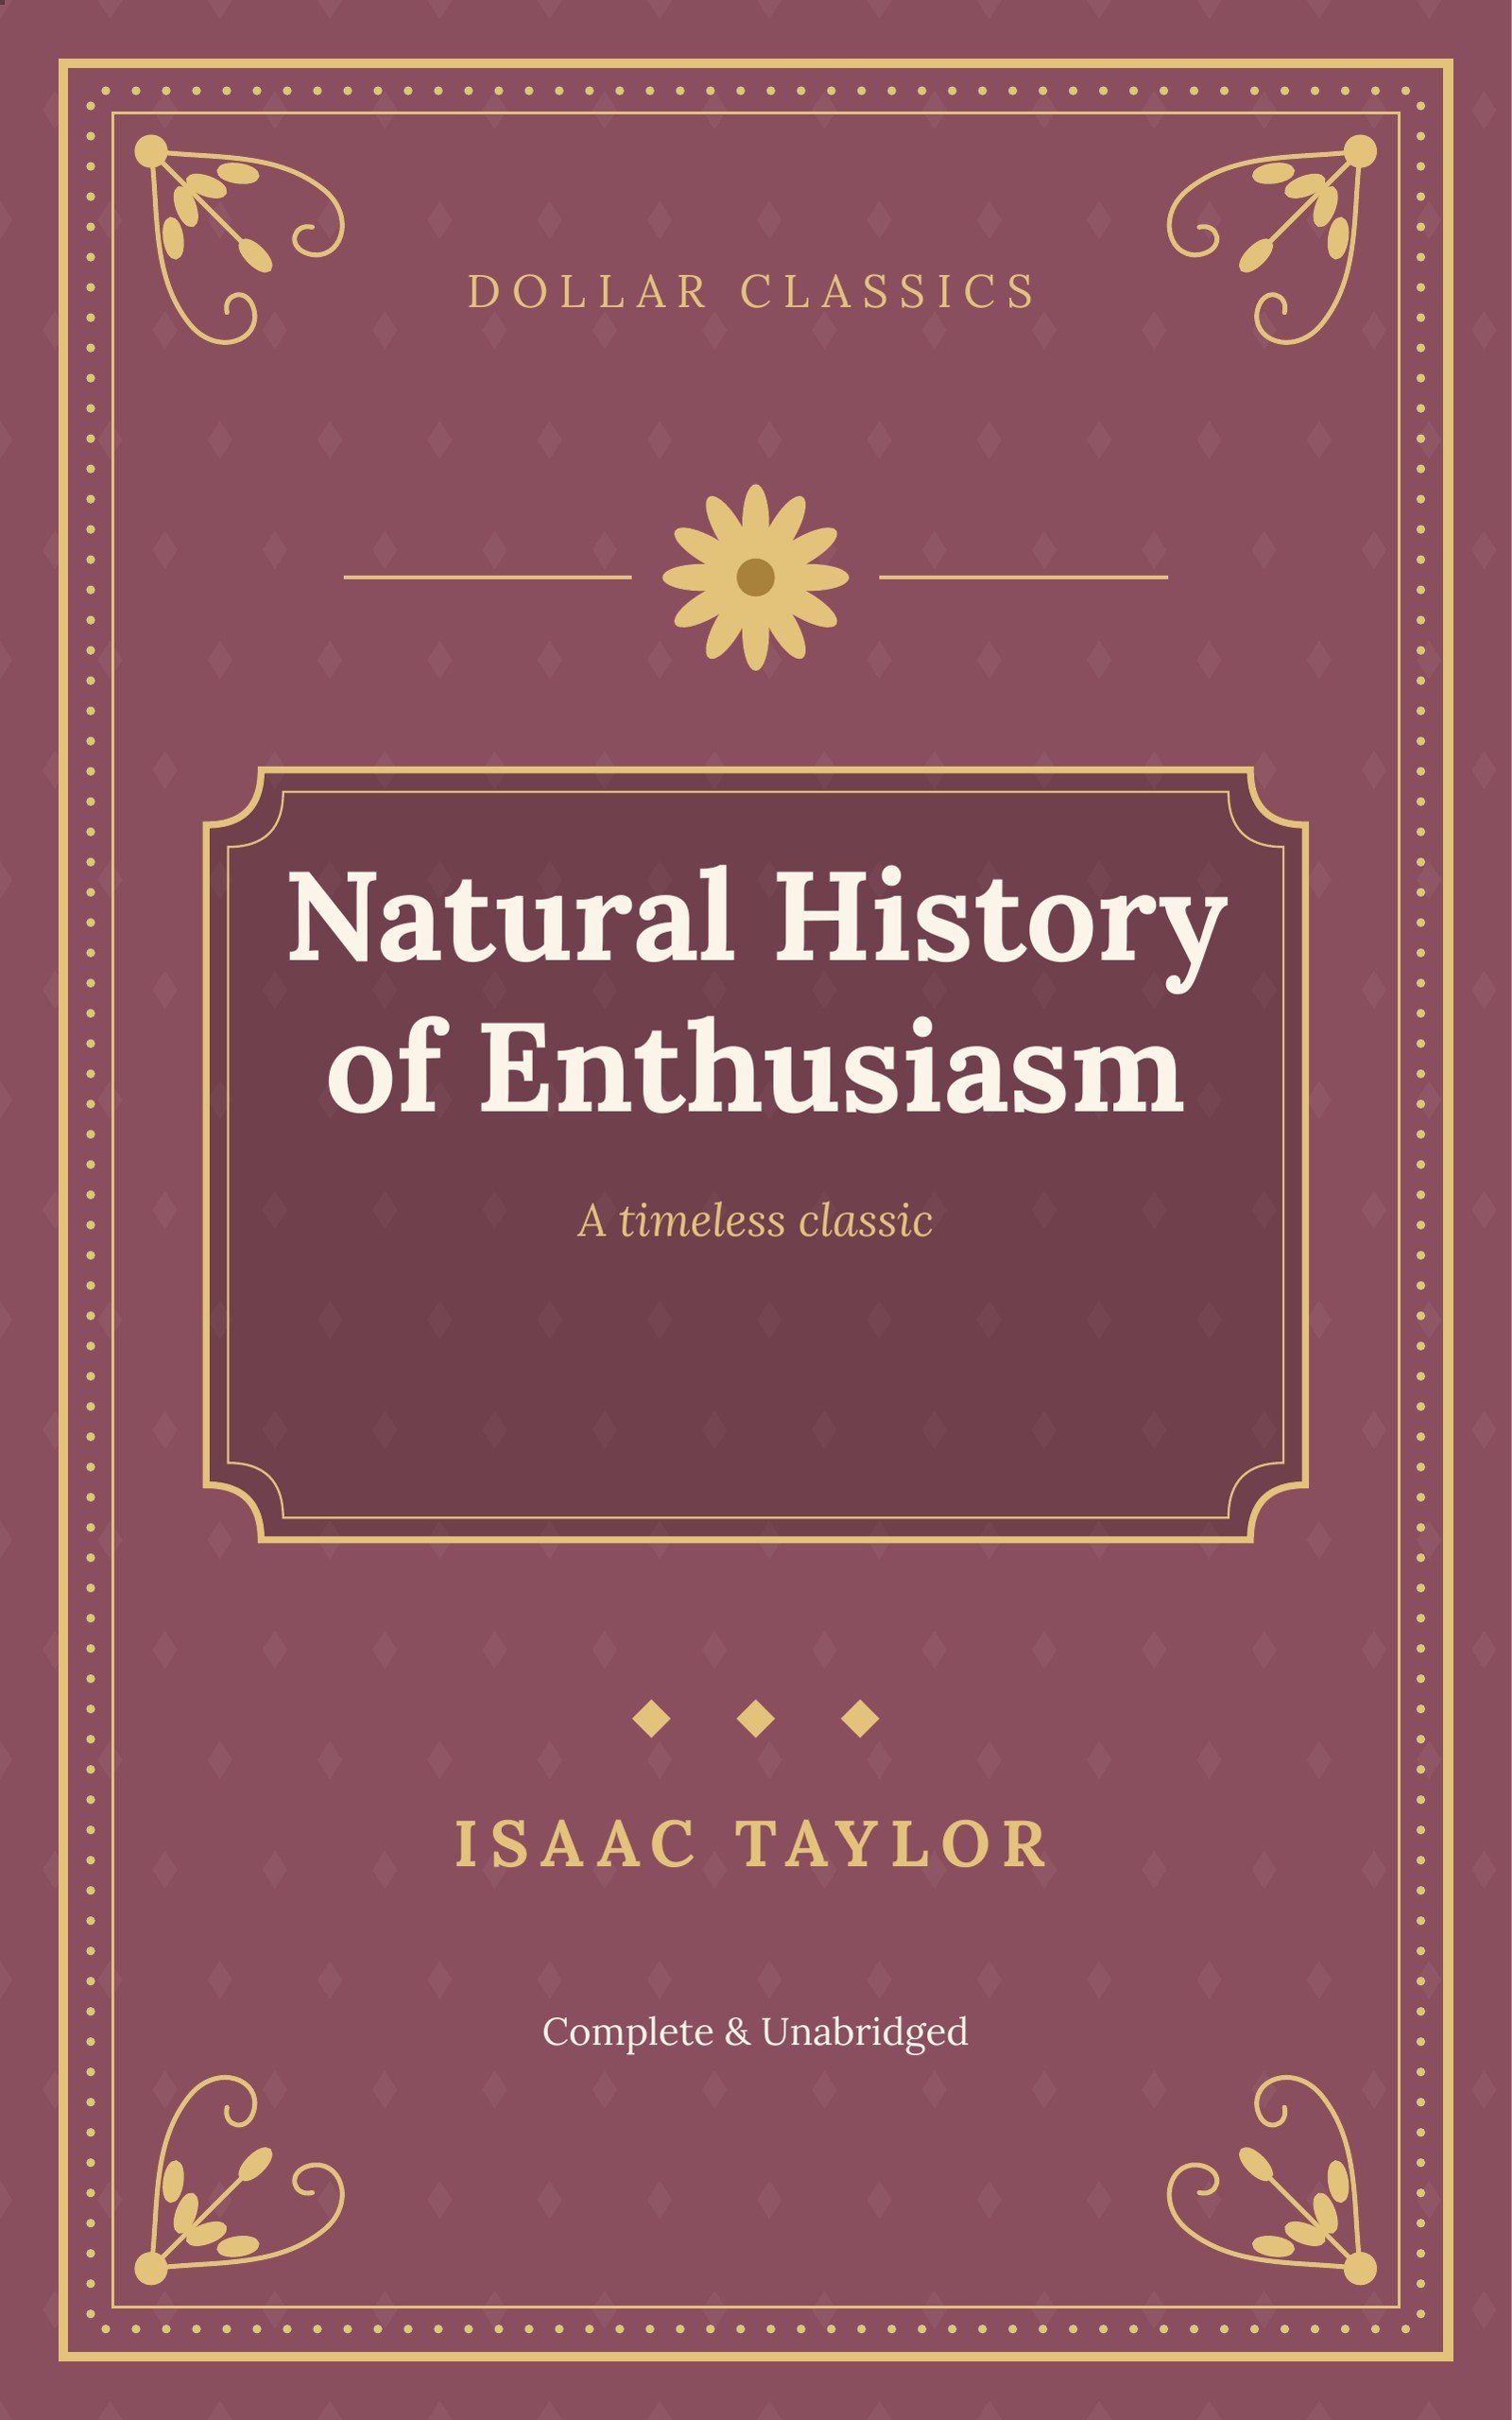 DOLLAR CLASSICS
Natural History
of Enthusiasm
A timeless classic
ISAAC TAYLOR
Complete & Unabridged